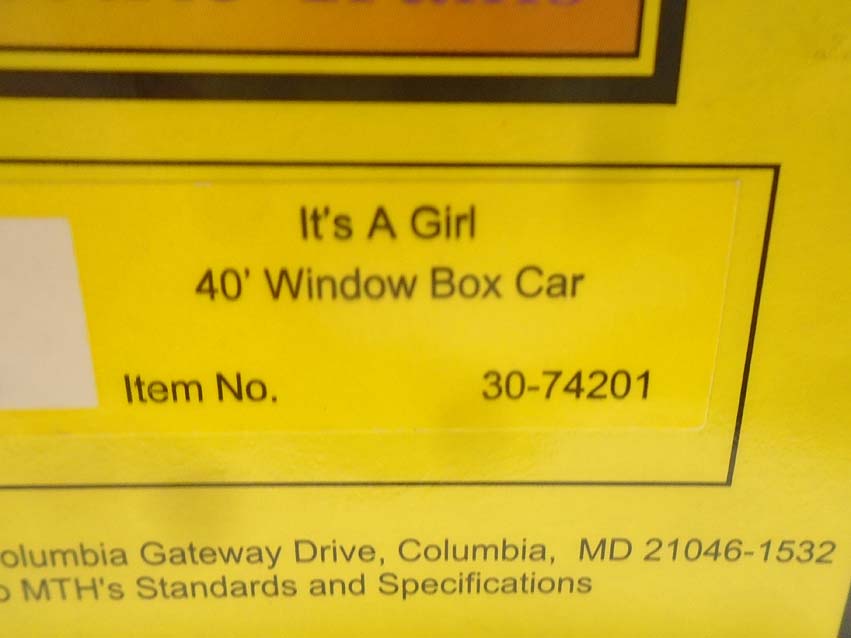 It's A Girl
40' Window Box Car
Item No. 30-74201
Gateway Drive, Columbia, MD 21046-1532
MTH's Standards and Specifications